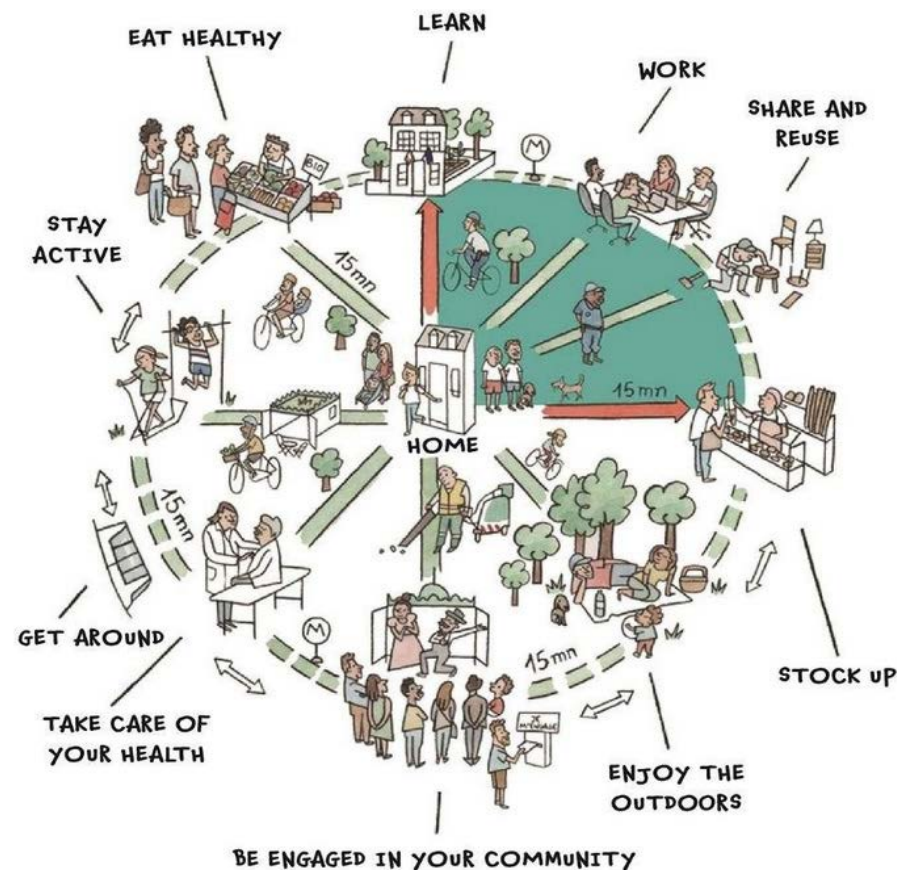 LEARN
EAT HEALTHY
WORK
SHARE AND
REUSE
M
BIO
STAY
ACTIVE
15mn
15mn
HOME
15mn
M
15mn
GET AROUND
STOCK UP
TAKE CARE OF
YOUR HEALTH
ENJOY THE
OUTDOORS
BE ENGAGED IN YOUR COMMUNITY